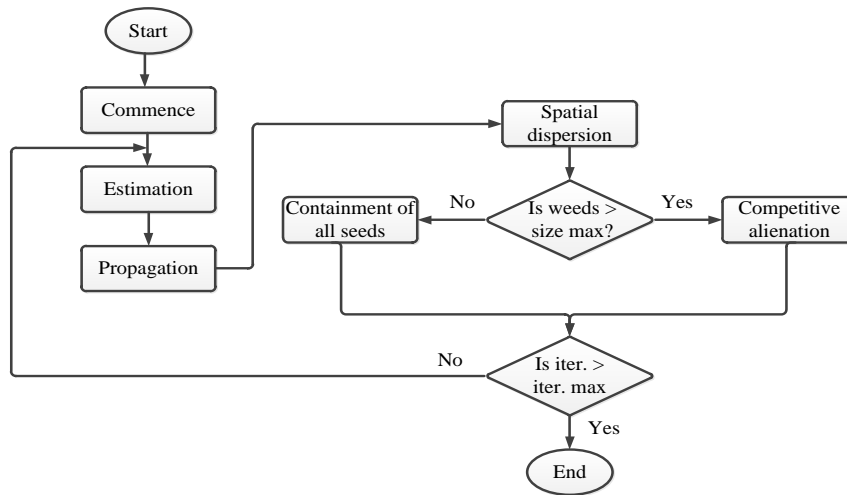 Start
Commence
Estimation
Propagation
Spatial
dispersion
Is weeds >
size max?
No
Yes
Containment of
all seeds
Competitive
alienation
Is iter. >
iter. max
No
Yes
End